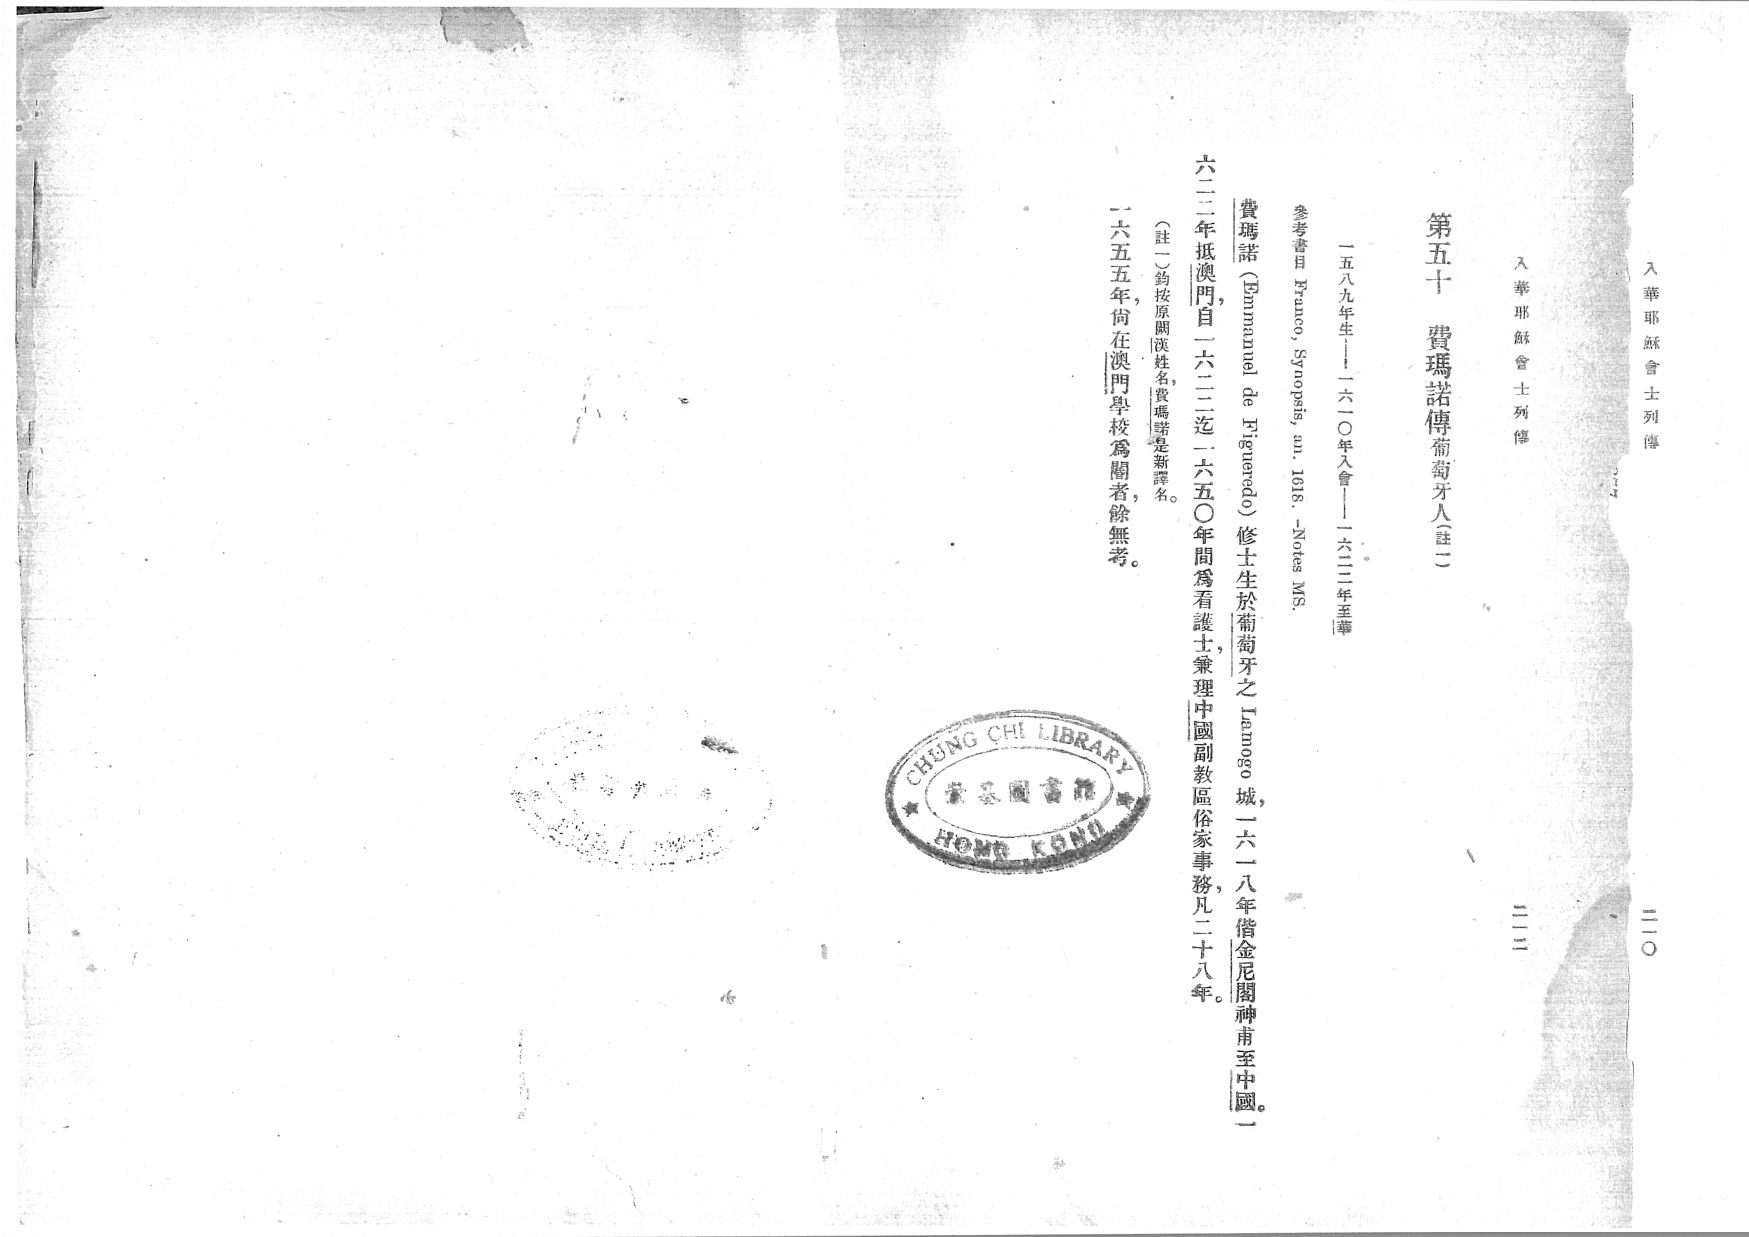 入華耶穌會士列傳
二一〇
入華耶穌會士列傳
二一二
第五十 費瑪諾傳葡萄牙人(註一)
一五八九年生——一六一〇年入會——一六二二年至華
參考書目 Franco, Synopsis, an. 1618. -Notes MS.
費瑪諾(Emmanuel de Figueredo)修士生於葡萄牙之 Lamogo 城,一六一八年偕金尼閣神甫至中國。一
六二二年抵澳門,自一六二二迄一六五〇年間爲看護士,兼理中國副教區俗家事務,凡二十八年。
(註一)鈞按原闕漢姓名,費瑪諾是新譯名。
一六五五年,尙在澳門學校爲閽者,餘無考。
CHUNG CHI LIBRARY
崇基圖書館
HONG KONG